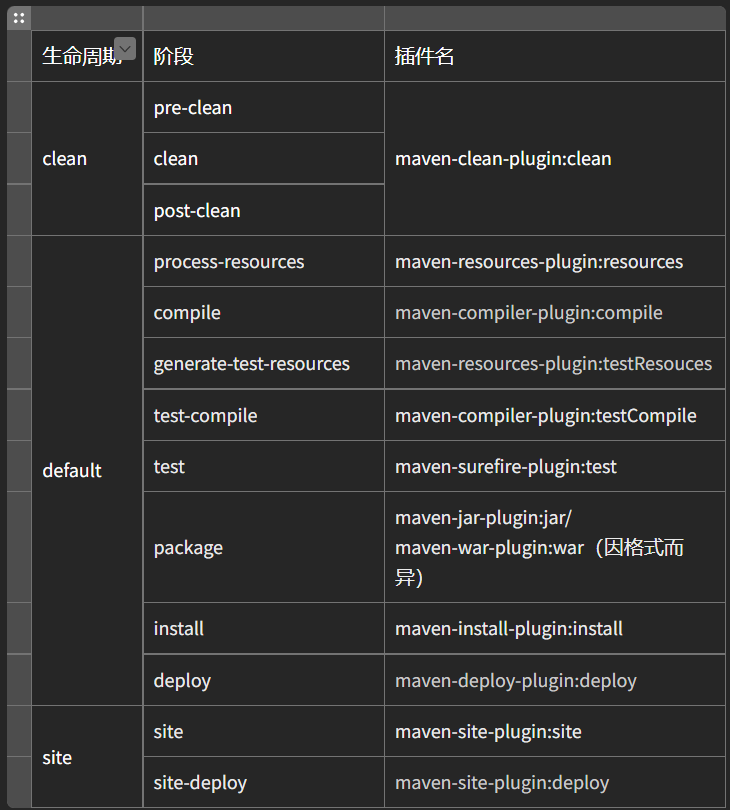 生命周期
阶段
插件名
clean
pre-clean
maven-clean-plugin:clean
clean
post-clean
default
process-resources
maven-resources-plugin:resources
compile
maven-compiler-plugin:compile
generate-test-resources
maven-resources-plugin:testResouces
test-compile
maven-compiler-plugin:testCompile
test
maven-surefire-plugin:test
package
maven-jar-plugin:jar/
maven-war-plugin:war（因格式而
异）
install
maven-install-plugin:install
deploy
maven-deploy-plugin:deploy
site
site
maven-site-plugin:site
site-deploy
maven-site-plugin:deploy